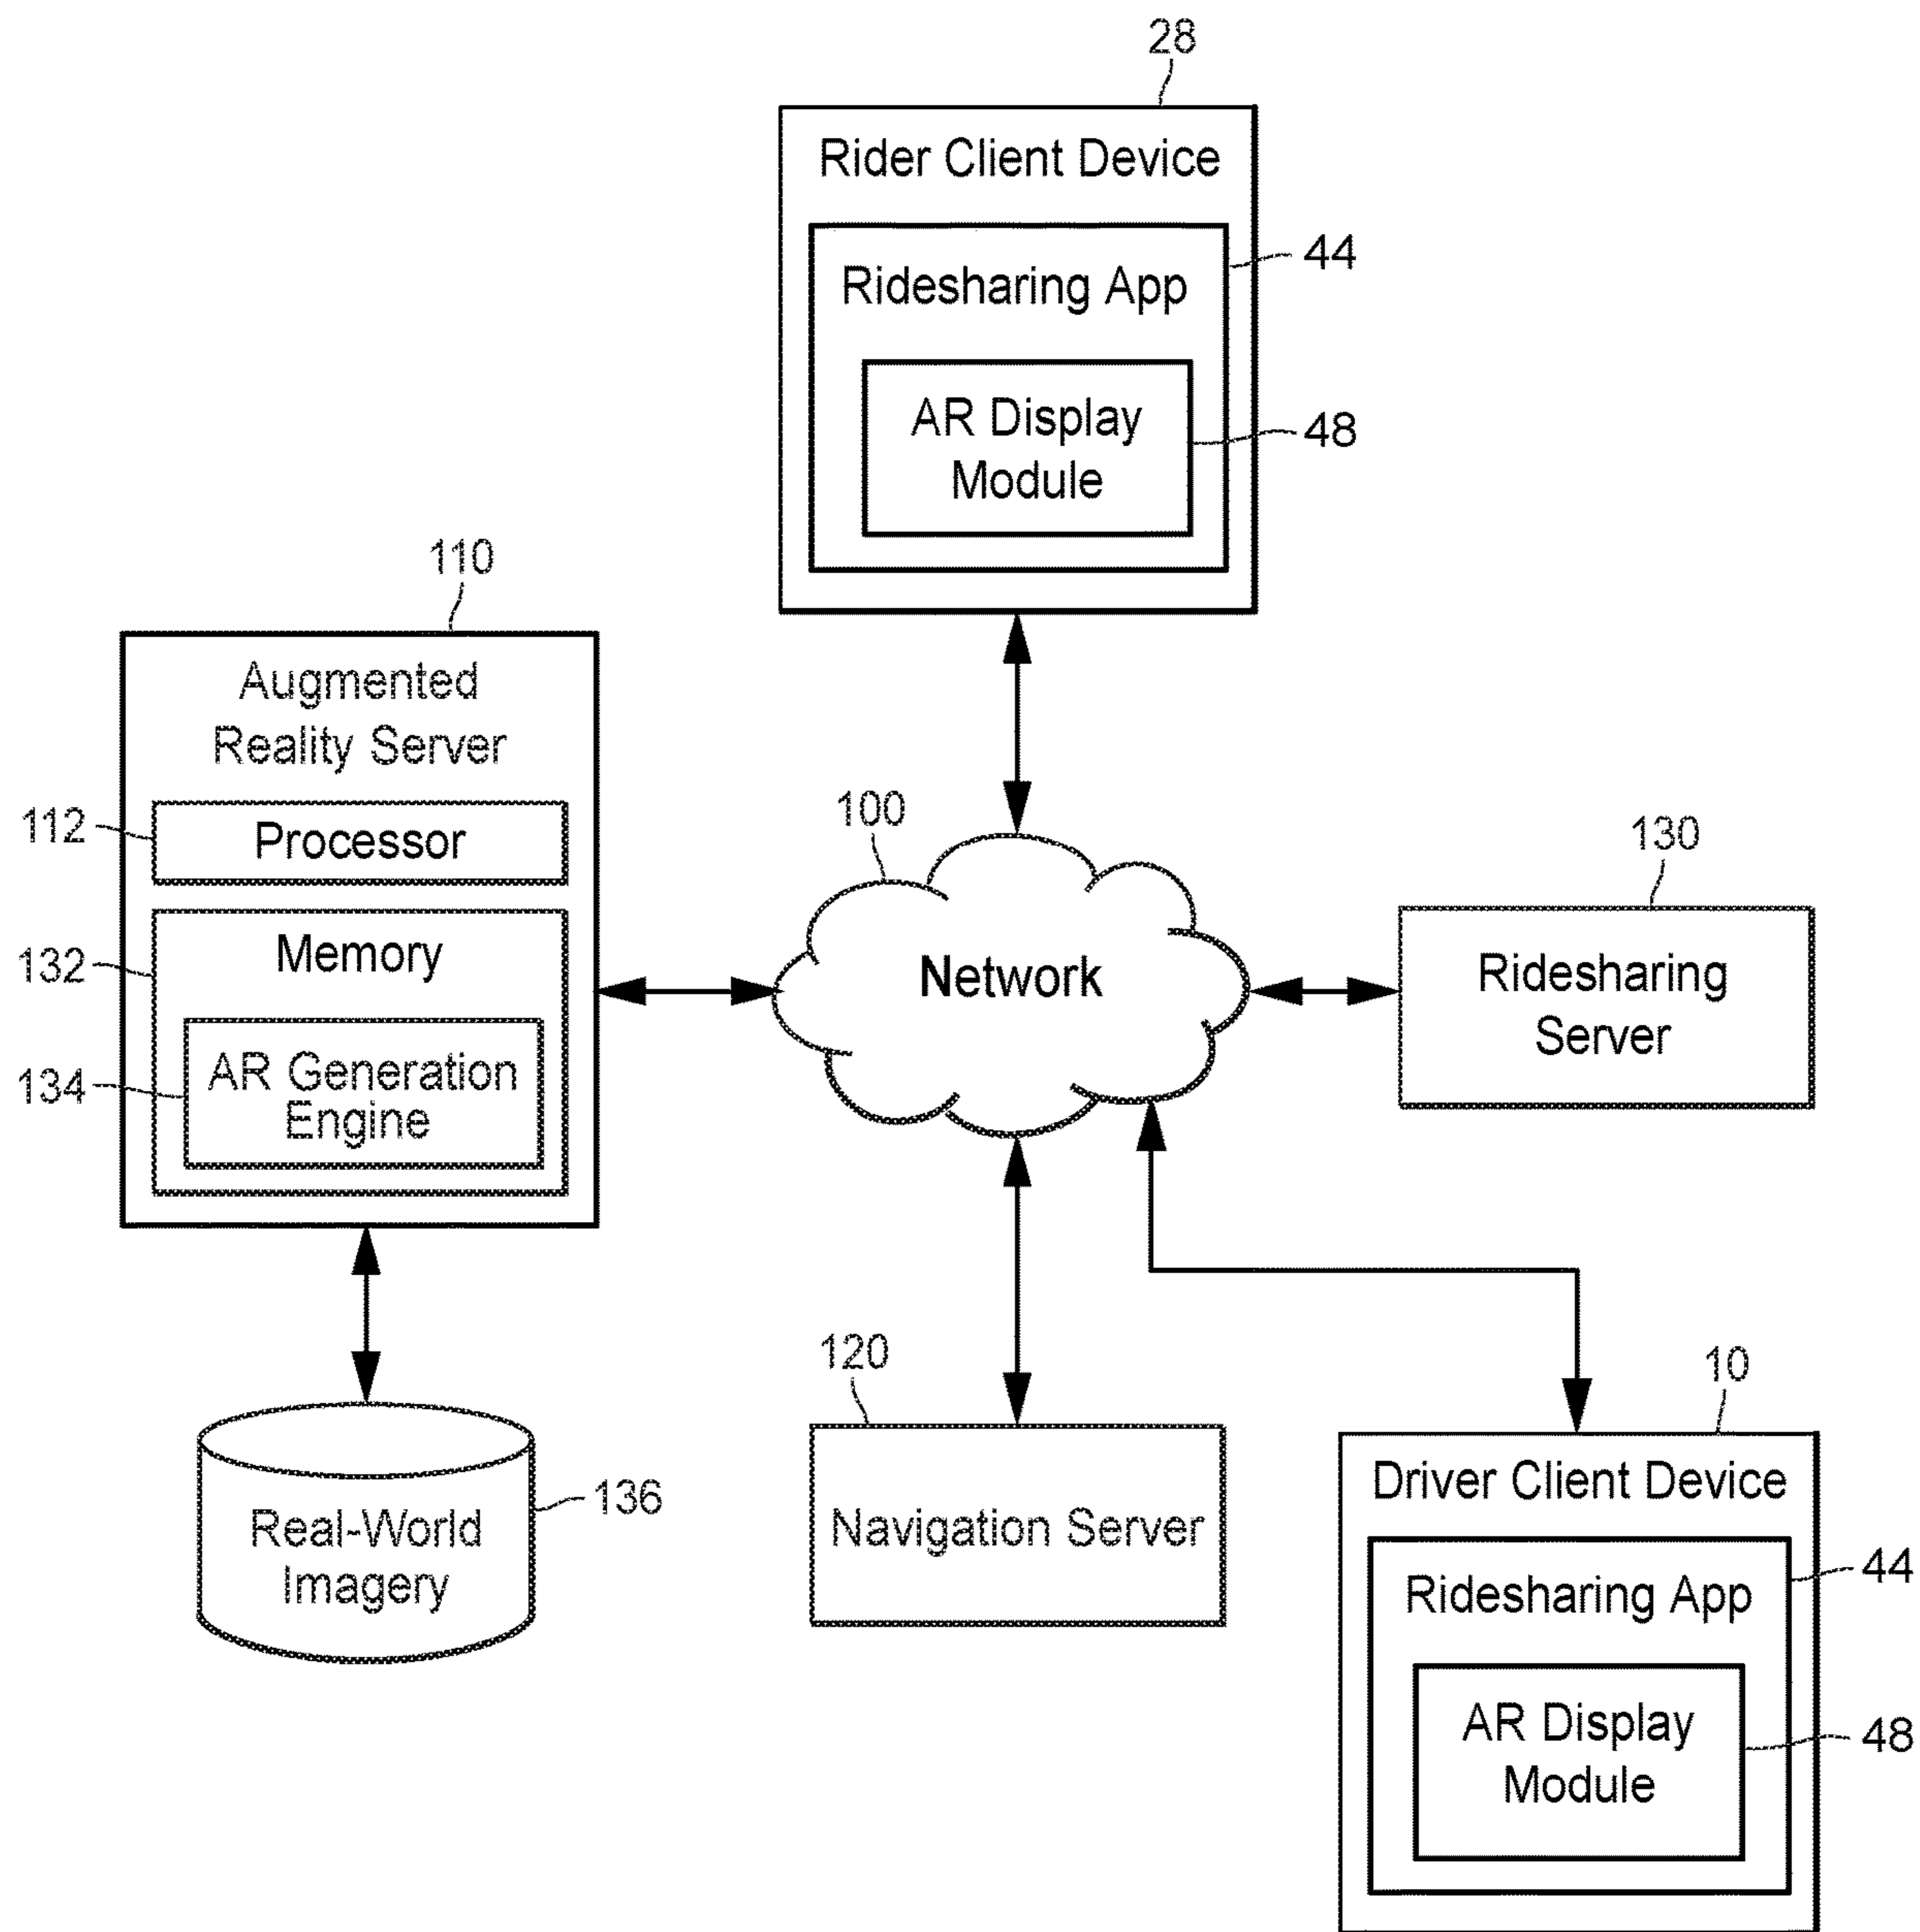 28
Rider Client Device
44
Ridesharing App
AR Display
Module
48
110
Augmented
Reality Server
112
Processor
132
Memory
134
AR Generation
Engine
100
Network
130
Ridesharing
Server
136
Real-World
Imagery
120
Navigation Server
10
Driver Client Device
44
Ridesharing App
AR Display
Module
48